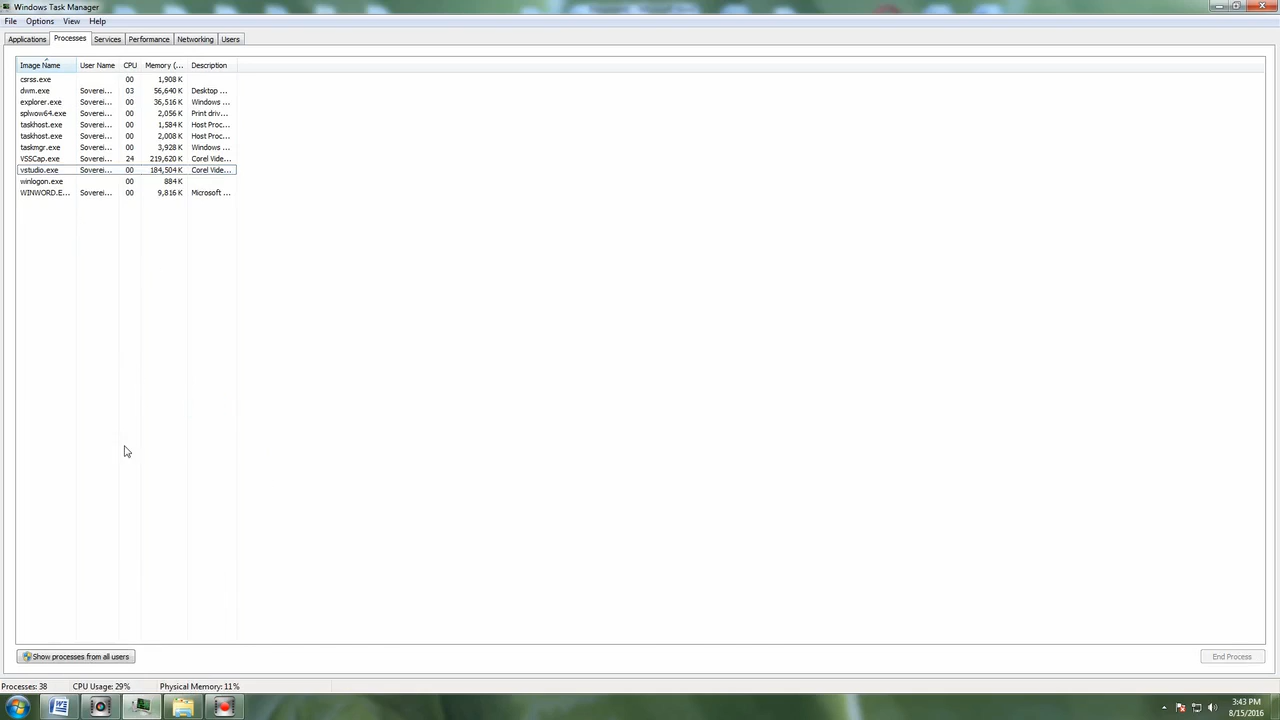 Windows Task Manager
File Options View Help
Applications Processes Services Performance Networking Users
Image Name User Name CPU Memory (... Description
csrss.exe 00 1,908 K
dwm.exe Soverei... 03 56,640 K Desktop ...
explorer.exe Soverei... 00 36,516 K Windows ...
splwow64.exe Soverei... 00 2,056 K Print driv...
taskhost.exe Soverei... 00 1,584 K Host Proc...
taskhost.exe Soverei... 00 2,008 K Host Proc...
taskmgr.exe Soverei... 00 3,928 K Windows ...
VSSCap.exe Soverei... 24 219,620 K Corel Vide...
vstudio.exe Soverei... 00 184,504 K Corel Vide...
winlogon.exe 00 884 K
WINWORD.E... Soverei... 00 9,816 K Microsoft ...
Show processes from all users End Process
Processes: 38 CPU Usage: 29% Physical Memory: 11%
3:43 PM
8/15/2016